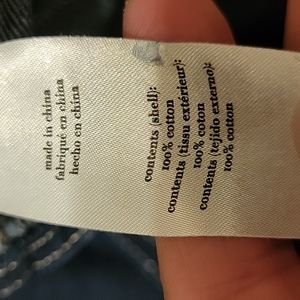 made in china
fabriqué en china
hecho en china
contents (shell):
100% cotton
contents (tissu extérieur):
100% coton
contents (tejido externo):
100% cotton